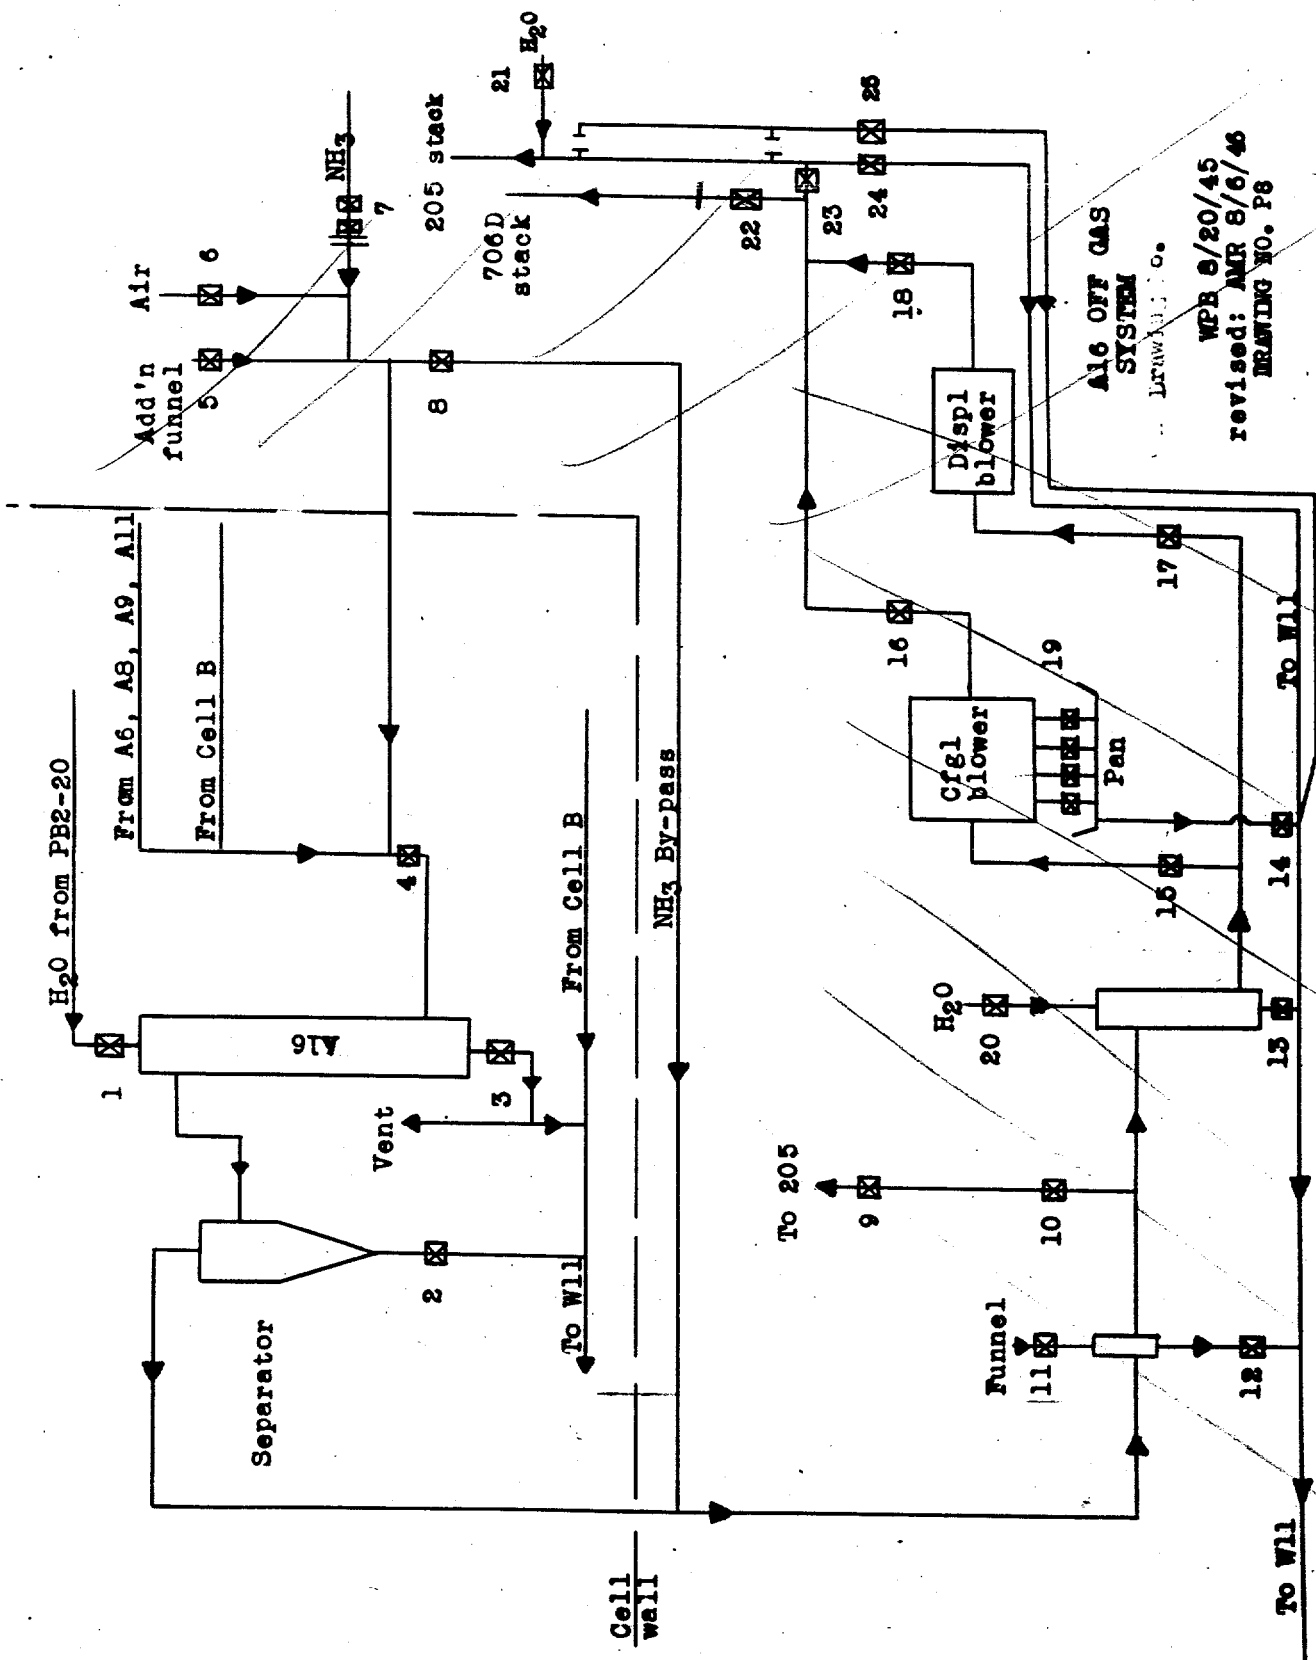 H2O from PB2-20
From A6, A8, A9, A11
From Cell B
Add'n
funnel
5
Air
6
NH3
7
8
1
A16
4
3
Vent
Separator
2
From Cell B
To W11
Cell
wall
NH3 By-pass
205 stack
706D
stack
21
H2O
22
23
24
25
To 205
9
10
Funnel
11
12
H2O
20
13
14
15
16
Cfgl
blower
19
Pan
17
18
Displ
blower
To W11
To W11
A16 OFF GAS
SYSTEM
Drawing No.
WPB 8/20/45
revised: AMR 8/6/46
DRAWING NO. P8